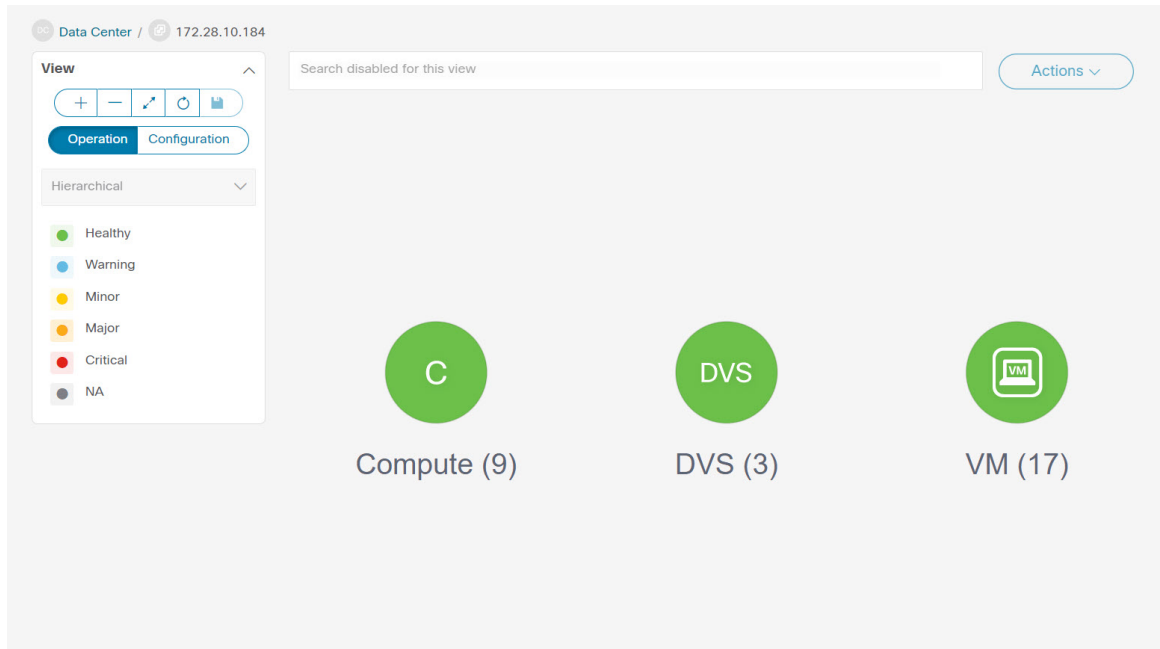 DC Data Center / 172.28.10.184
View
Search disabled for this view
Actions
Operation Configuration
Hierarchical
Healthy
Warning
Minor
Major
Critical
NA
C
DVS
VM
Compute (9)
DVS (3)
VM (17)